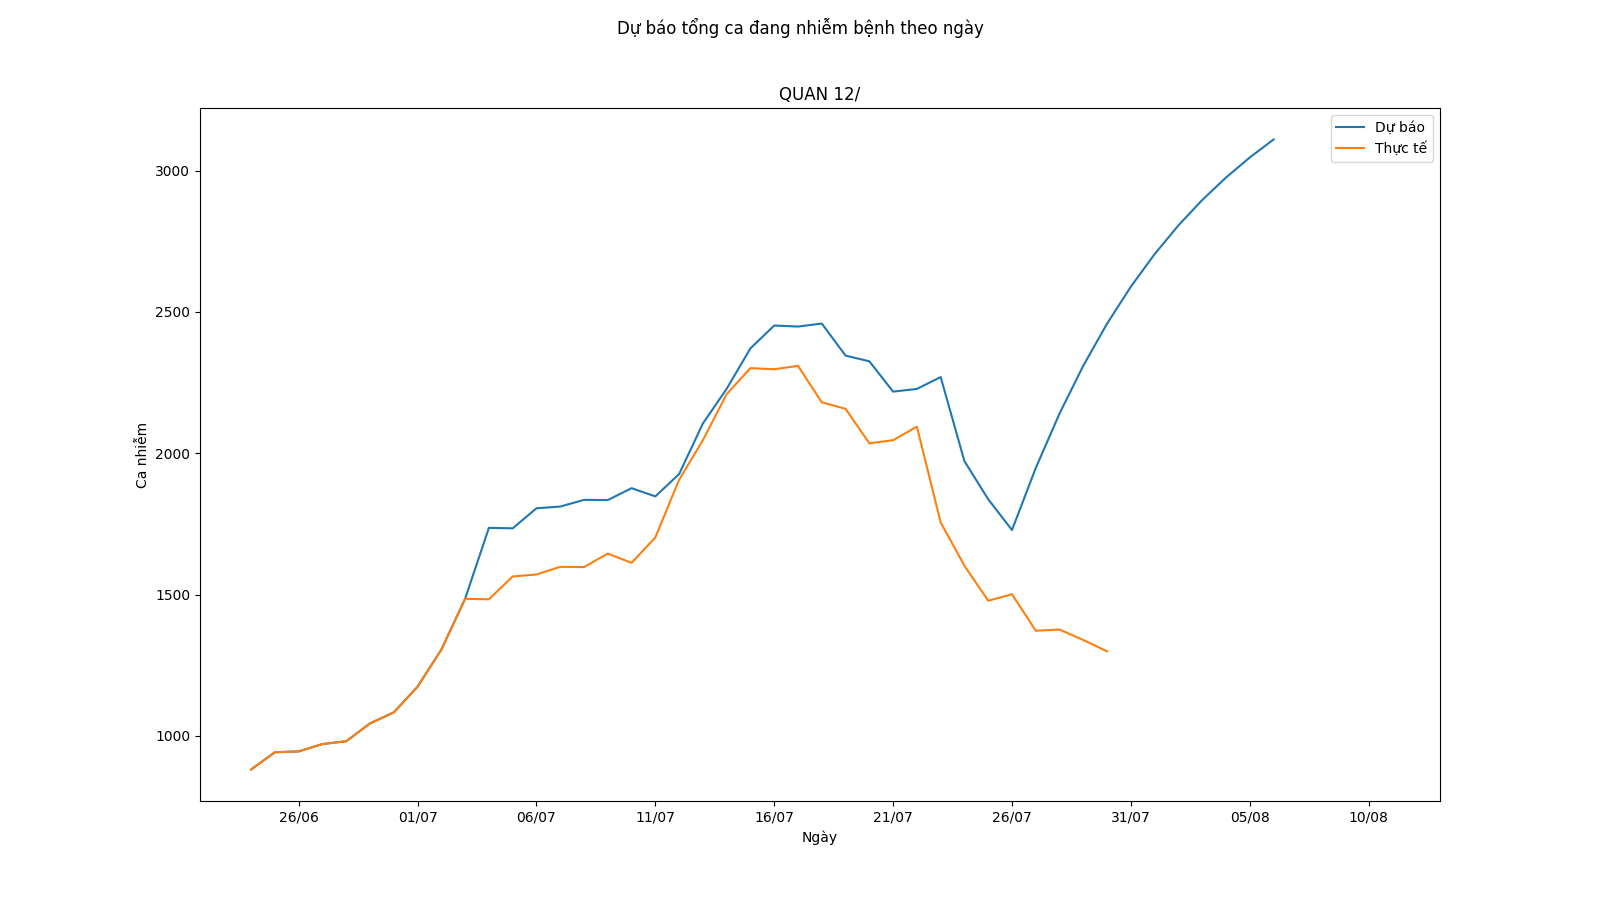 Dự báo tổng ca đang nhiễm bệnh theo ngày
QUAN 12/
Dự báo
Thực tế
3000
2500
2000
1500
1000
Ca nhiễm
26/06 01/07 06/07 11/07 16/07 21/07 26/07 31/07 05/08 10/08
Ngày